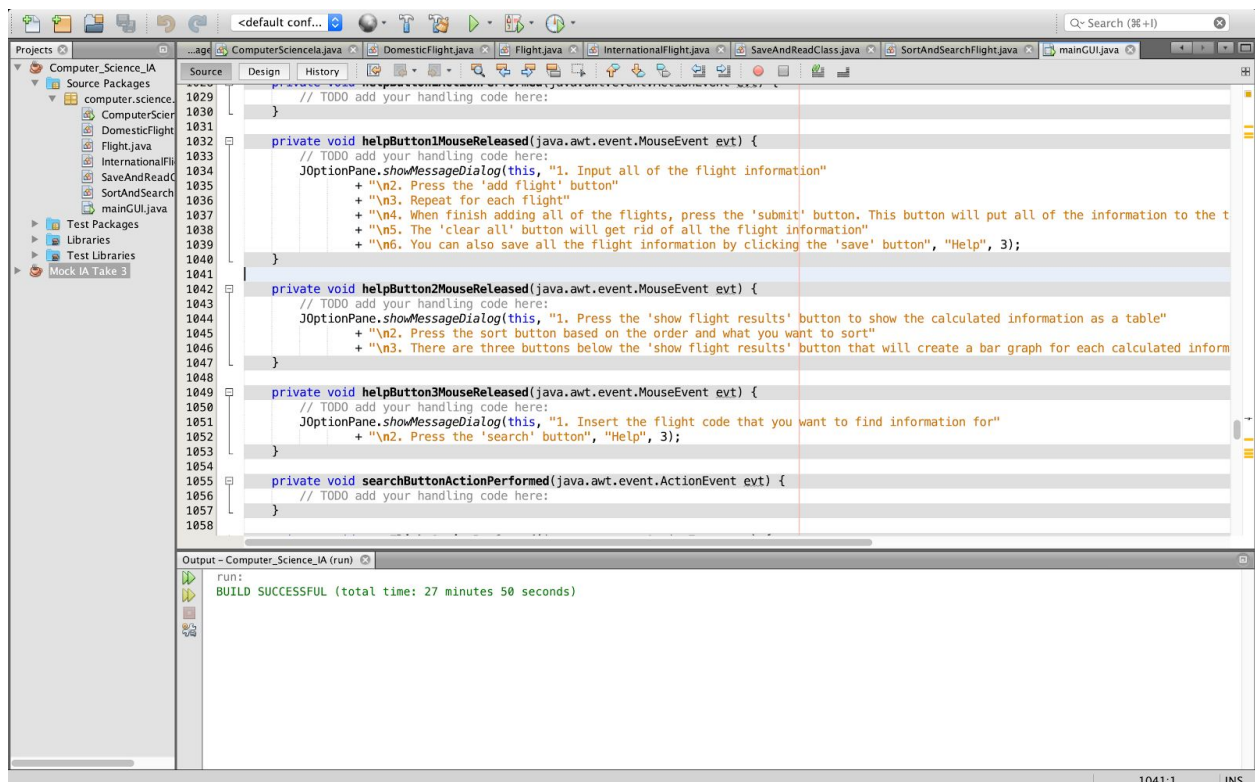 <default conf...
Search (⌘+I)
Projects
...age
ComputerScienceIa.java
DomesticFlight.java
Flight.java
InternationalFlight.java
SaveAndReadClass.java
SortAndSearchFlight.java
mainGUI.java
Computer_Science_IA
Source Packages
computer.science.
ComputerScien
DomesticFlight
Flight.java
InternationalFli
SaveAndReadC
SortAndSearch
mainGUI.java
Test Packages
Libraries
Test Libraries
Mock IA Take 3
Source Design History
1028 private void helpButton2ActionPerformed(java.awt.event.ActionEvent evt) {
1029 // TODO add your handling code here:
1030 }
1031
1032 private void helpButton1MouseReleased(java.awt.event.MouseEvent evt) {
1033 // TODO add your handling code here:
1034 JOptionPane.showMessageDialog(this, "1. Input all of the flight information"
1035 + "\n2. Press the 'add flight' button"
1036 + "\n3. Repeat for each flight"
1037 + "\n4. When finish adding all of the flights, press the 'submit' button. This button will put all of the information to the t
1038 + "\n5. The 'clear all' button will get rid of all the flight information"
1039 + "\n6. You can also save all the flight information by clicking the 'save' button", "Help", 3);
1040 }
1041
1042 private void helpButton2MouseReleased(java.awt.event.MouseEvent evt) {
1043 // TODO add your handling code here:
1044 JOptionPane.showMessageDialog(this, "1. Press the 'show flight results' button to show the calculated information as a table"
1045 + "\n2. Press the sort button based on the order and what you want to sort"
1046 + "\n3. There are three buttons below the 'show flight results' button that will create a bar graph for each calculated inform
1047 }
1048
1049 private void helpButton3MouseReleased(java.awt.event.MouseEvent evt) {
1050 // TODO add your handling code here:
1051 JOptionPane.showMessageDialog(this, "1. Insert the flight code that you want to find information for"
1052 + "\n2. Press the 'search' button", "Help", 3);
1053 }
1054
1055 private void searchButtonActionPerformed(java.awt.event.ActionEvent evt) {
1056 // TODO add your handling code here:
1057 }
1058
Output – Computer_Science_IA (run)
run:
BUILD SUCCESSFUL (total time: 27 minutes 50 seconds)
1041:1 INS